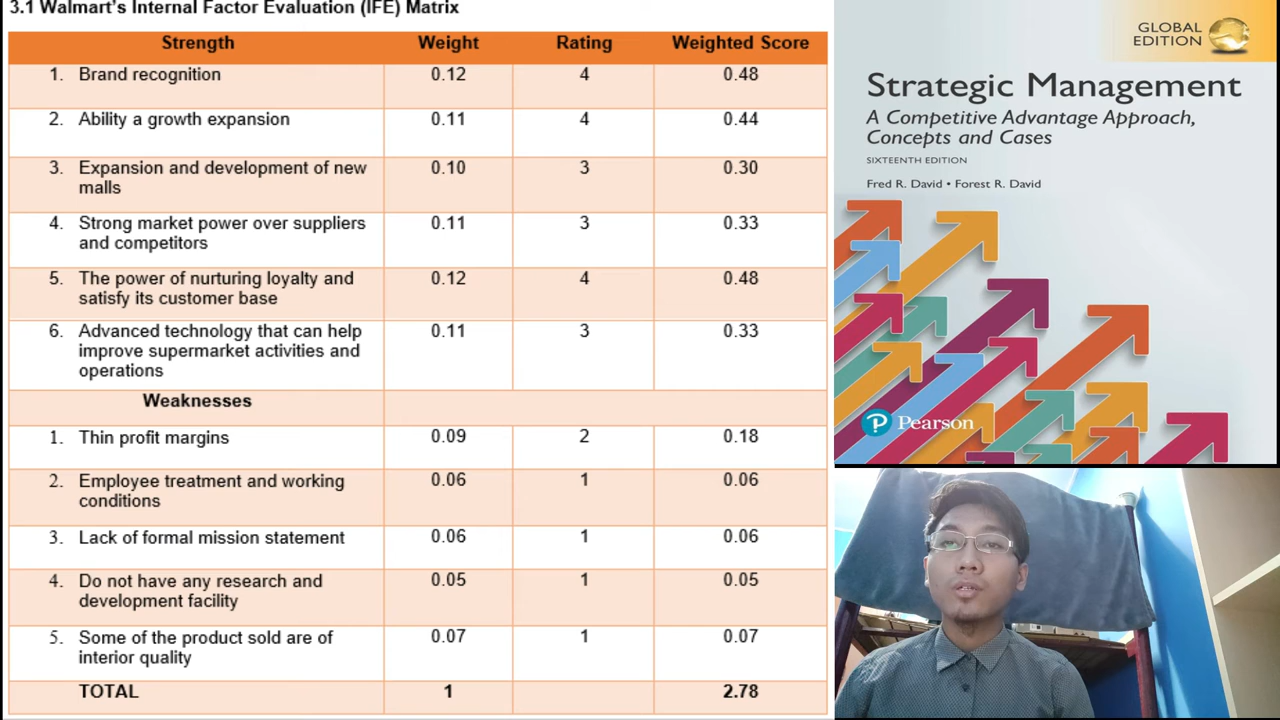 3.1 Walmart's Internal Factor Evaluation (IFE) Matrix
Strength Weight Rating Weighted Score
1. Brand recognition 0.12 4 0.48
2. Ability a growth expansion 0.11 4 0.44
3. Expansion and development of new 0.10 3 0.30
malls
4. Strong market power over suppliers 0.11 3 0.33
and competitors
5. The power of nurturing loyalty and 0.12 4 0.48
satisfy its customer base
6. Advanced technology that can help 0.11 3 0.33
improve supermarket activities and
operations
Weaknesses
1. Thin profit margins 0.09 2 0.18
2. Employee treatment and working 0.06 1 0.06
conditions
3. Lack of formal mission statement 0.06 1 0.06
4. Do not have any research and 0.05 1 0.05
development facility
5. Some of the product sold are of 0.07 1 0.07
interior quality
TOTAL 1 2.78
GLOBAL
EDITION
Strategic Management
A Competitive Advantage Approach,
Concepts and Cases
SIXTEENTH EDITION
Fred R. David • Forest R. David
P Pearson